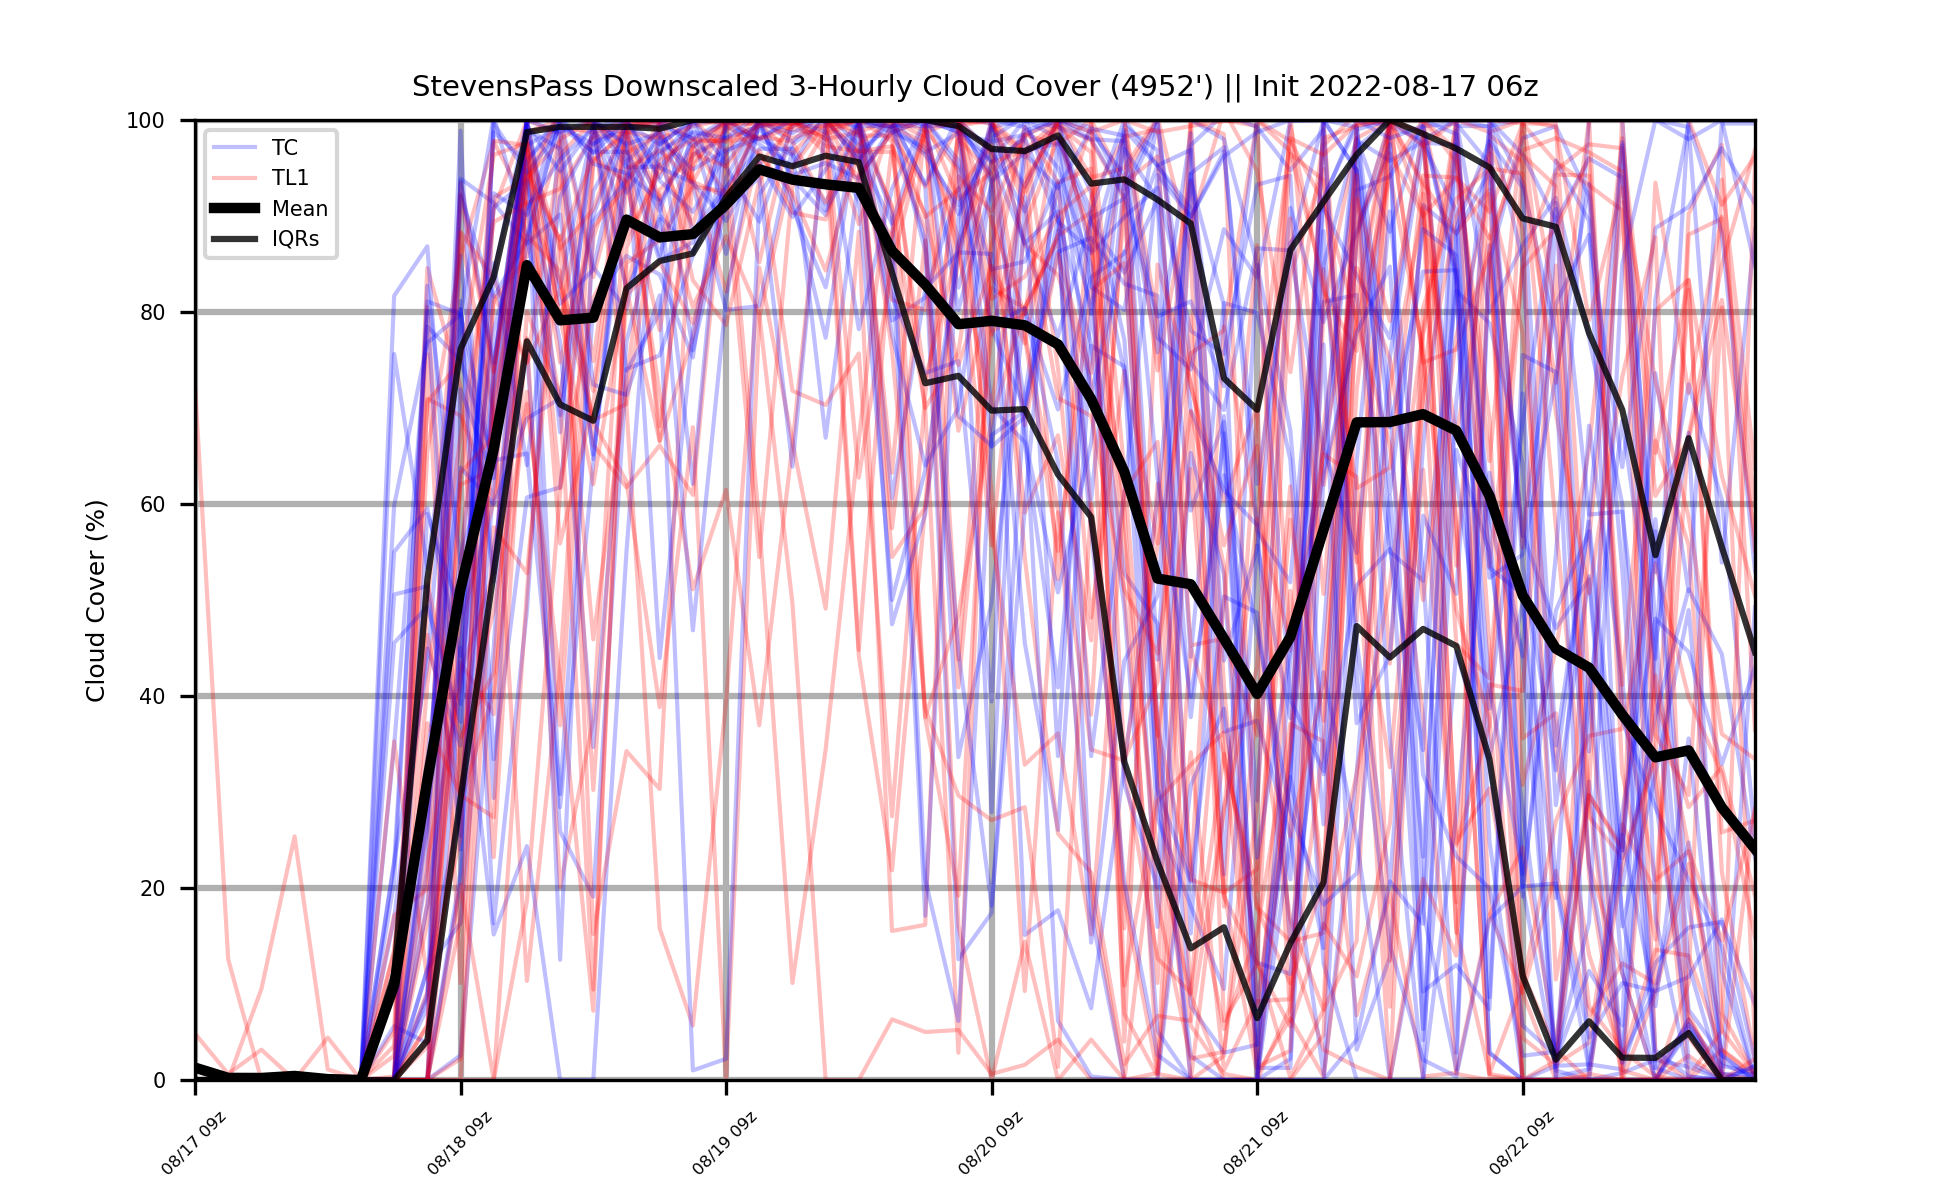 StevensPass Downscaled 3-Hourly Cloud Cover (4952') || Init 2022-08-17 06z
100
80
60
40
20
0
Cloud Cover (%)
TC
TL1
Mean
IQRs
08/17 09z
08/18 09z
08/19 09z
08/20 09z
08/21 09z
08/22 09z